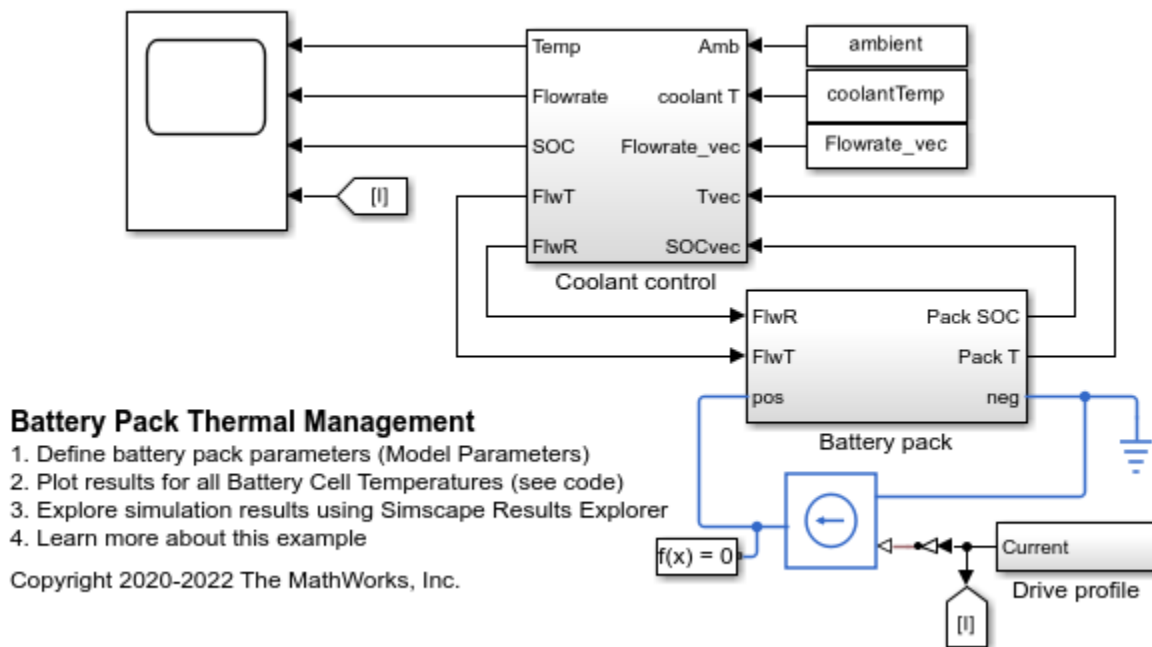 Temp
Amb
ambient
Flowrate
coolant T
coolantTemp
SOC
Flowrate_vec
Flowrate_vec
[I]
FlwT
Tvec
FlwR
SOCvec
Coolant control
FlwR
Pack SOC
FlwT
Pack T
pos
neg
Battery pack
Battery Pack Thermal Management
1. Define battery pack parameters (Model Parameters)
2. Plot results for all Battery Cell Temperatures (see code)
3. Explore simulation results using Simscape Results Explorer
4. Learn more about this example
Copyright 2020-2022 The MathWorks, Inc.
f(x) = 0
Current
Drive profile
[I]